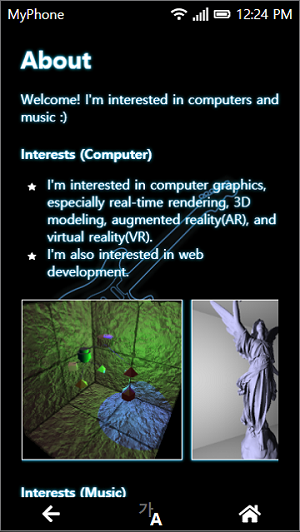 MyPhone 12:24 PM
About
Welcome! I'm interested in computers and
music :)
Interests (Computer)
I'm interested in computer graphics,
especially real-time rendering, 3D
modeling, augmented reality(AR), and
virtual reality(VR).
I'm also interested in web
development.
Interests (Music)
가A